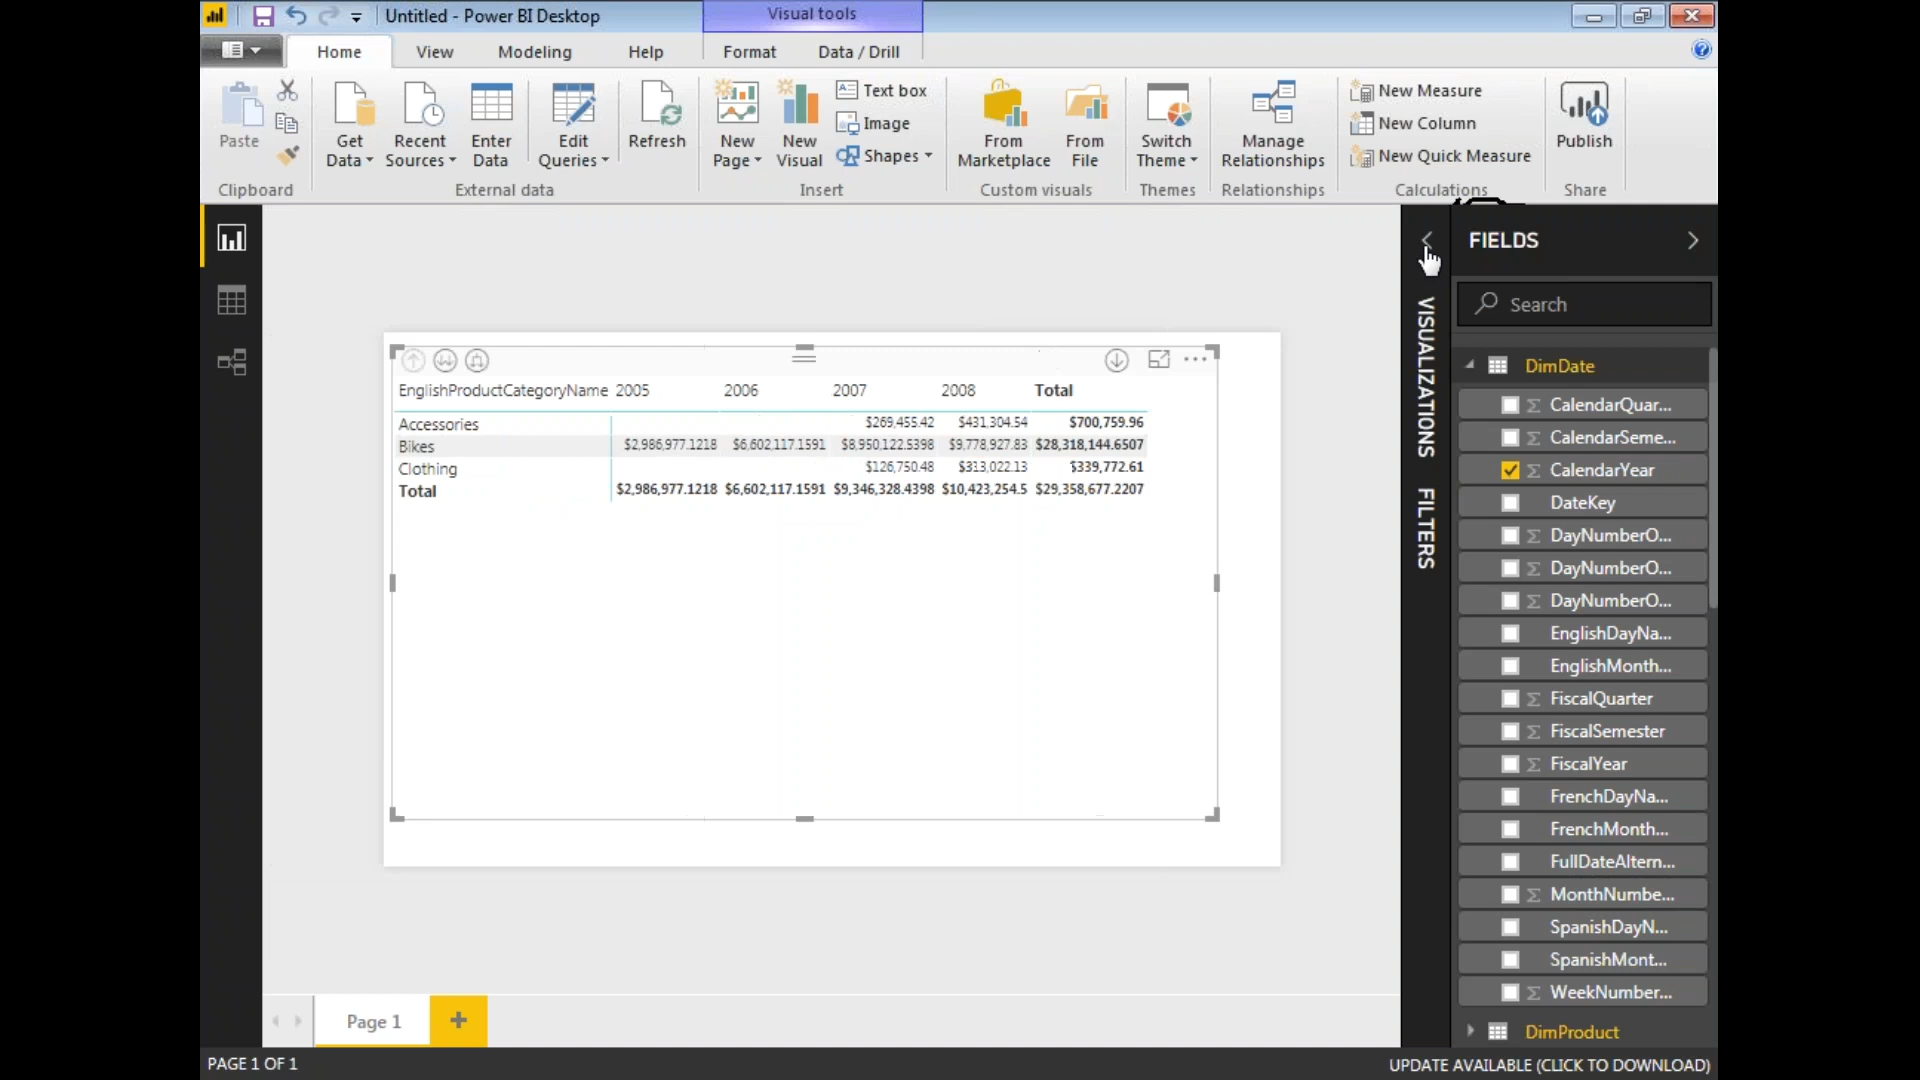 Untitled - Power BI Desktop
Visual tools
Home View Modeling Help Format Data / Drill
Paste
Get Data
Recent Sources
Enter Data
Edit Queries
Refresh
New Page
New Visual
Text box
Image
Shapes
From Marketplace
From File
Switch Theme
Manage Relationships
New Measure
New Column
New Quick Measure
Publish
Clipboard External data Insert Custom visuals Themes Relationships Calculations Share
EnglishProductCategoryName 2005 2006 2007 2008 Total
Accessories $269,455.42 $431,304.54 $700,759.96
Bikes $2,986,977.1218 $6,602,117.1591 $8,950,122.5398 $9,778,927.83 $28,318,144.6507
Clothing $126,750.48 $313,022.13 $339,772.61
Total $2,986,977.1218 $6,602,117.1591 $9,346,328.4398 $10,423,254.5 $29,358,677.2207
VISUALIZATIONS
FILTERS
FIELDS
Search
DimDate
CalendarQuar...
CalendarSeme...
CalendarYear
DateKey
DayNumberO...
DayNumberO...
DayNumberO...
EnglishDayNa...
EnglishMonth...
FiscalQuarter
FiscalSemester
FiscalYear
FrenchDayNa...
FrenchMonth...
FullDateAltern...
MonthNumbe...
SpanishDayN...
SpanishMont...
WeekNumber...
DimProduct
Page 1
PAGE 1 OF 1
UPDATE AVAILABLE (CLICK TO DOWNLOAD)